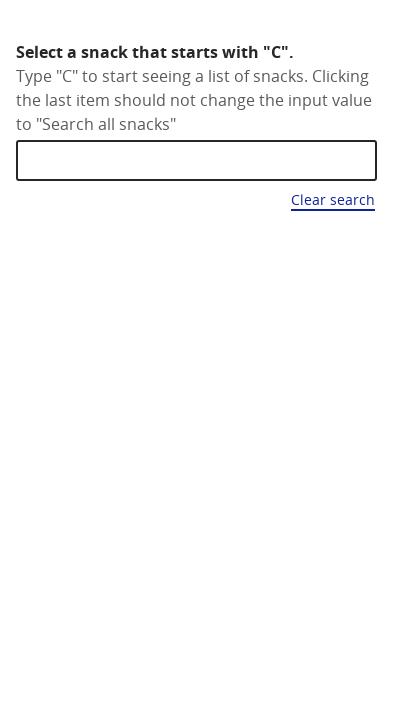 Select a snack that starts with "C".
Type "C" to start seeing a list of snacks. Clicking
the last item should not change the input value
to "Search all snacks"
Clear search